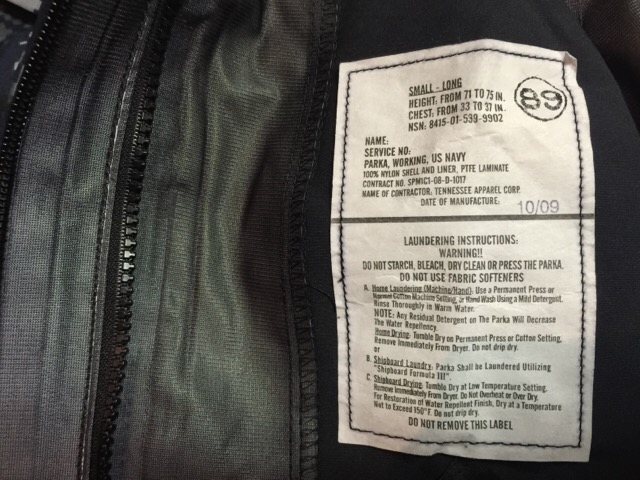 SMALL - LONG
HEIGHT: FROM 71 TO 75 IN.
CHEST: FROM 33 TO 37 IN.
NSN: 8415-01-539-9902
89
NAME:
SERVICE NO:
PARKA, WORKING, US NAVY
100% NYLON SHELL AND LINER, PTFE LAMINATE
CONTRACT NO. SPM1C1-08-D-1017
NAME OF CONTRACTOR: TENNESSEE APPAREL CORP.
DATE OF MANUFACTURE: 10/09
LAUNDERING INSTRUCTIONS:
WARNING!!
DO NOT STARCH, BLEACH, DRY CLEAN OR PRESS THE PARKA.
DO NOT USE FABRIC SOFTENERS
A. Home Laundering (Machine/Hand): Use a Permanent Press or
Normal Cotton Machine Setting, or Hand Wash Using a Mild Detergent.
Rinse Thoroughly in Warm Water.
NOTE: Any Residual Detergent on The Parka Will Decrease
The Water Repellency.
Home Drying: Tumble Dry on Permanent Press or Cotton Setting.
Remove Immediately From Dryer. Do not drip dry.
or
B. Shipboard Laundry: Parka Shall be Laundered Utilizing
"Shipboard Formula III".
C. Shipboard Drying: Tumble Dry at Low Temperature Setting.
Remove Immediately From Dryer. Do Not Overheat or Over Dry.
For Restoration of Water Repellent Finish, Dry at a Temperature
Not to Exceed 150°F. Do not drip dry.
DO NOT REMOVE THIS LABEL